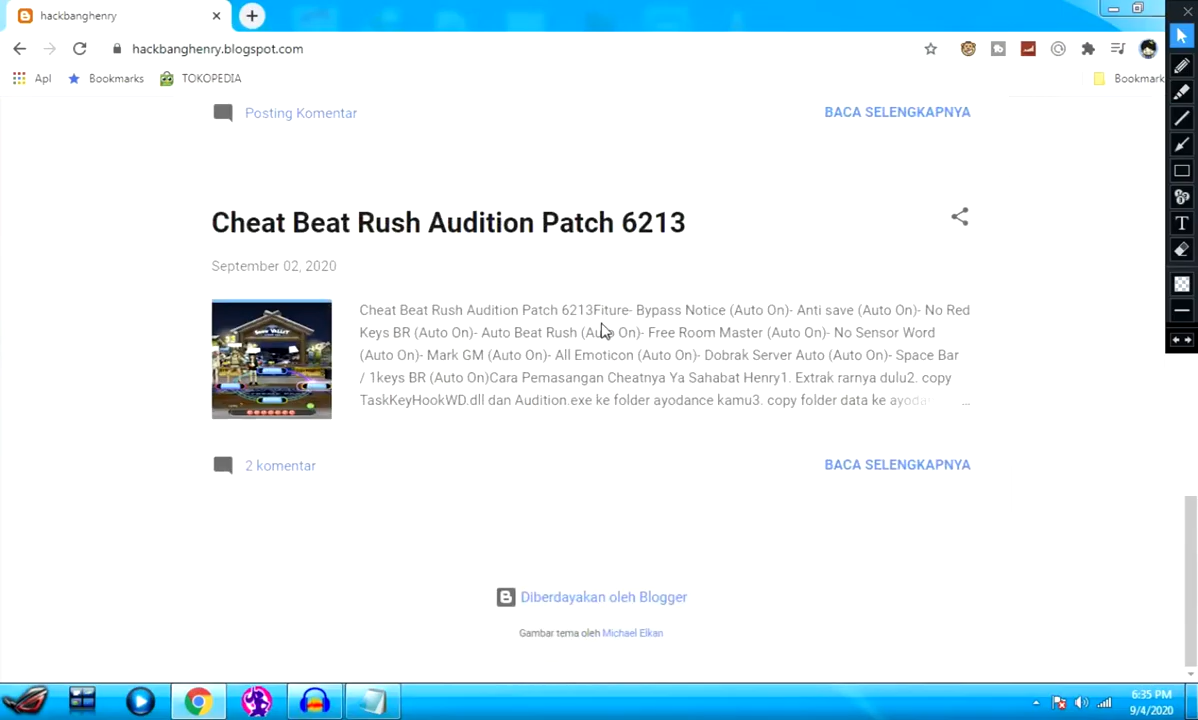 hackbanghenry
hackbanghenry.blogspot.com
Apl Bookmarks TOKOPEDIA Bookmark
Posting Komentar BACA SELENGKAPNYA
Cheat Beat Rush Audition Patch 6213
September 02, 2020
Cheat Beat Rush Audition Patch 6213Fiture- Bypass Notice (Auto On)- Anti save (Auto On)- No Red
Keys BR (Auto On)- Auto Beat Rush (Auto On)- Free Room Master (Auto On)- No Sensor Word
(Auto On)- Mark GM (Auto On)- All Emoticon (Auto On)- Dobrak Server Auto (Auto On)- Space Bar
/ 1keys BR (Auto On)Cara Pemasangan Cheatnya Ya Sahabat Henry1. Extrak rarnya dulu2. copy
TaskKeyHookWD.dll dan Audition.exe ke folder ayodance kamu3. copy folder data ke ayoda ...
2 komentar BACA SELENGKAPNYA
Diberdayakan oleh Blogger
Gambar tema oleh Michael Elkan
T
6:35 PM
9/4/2020